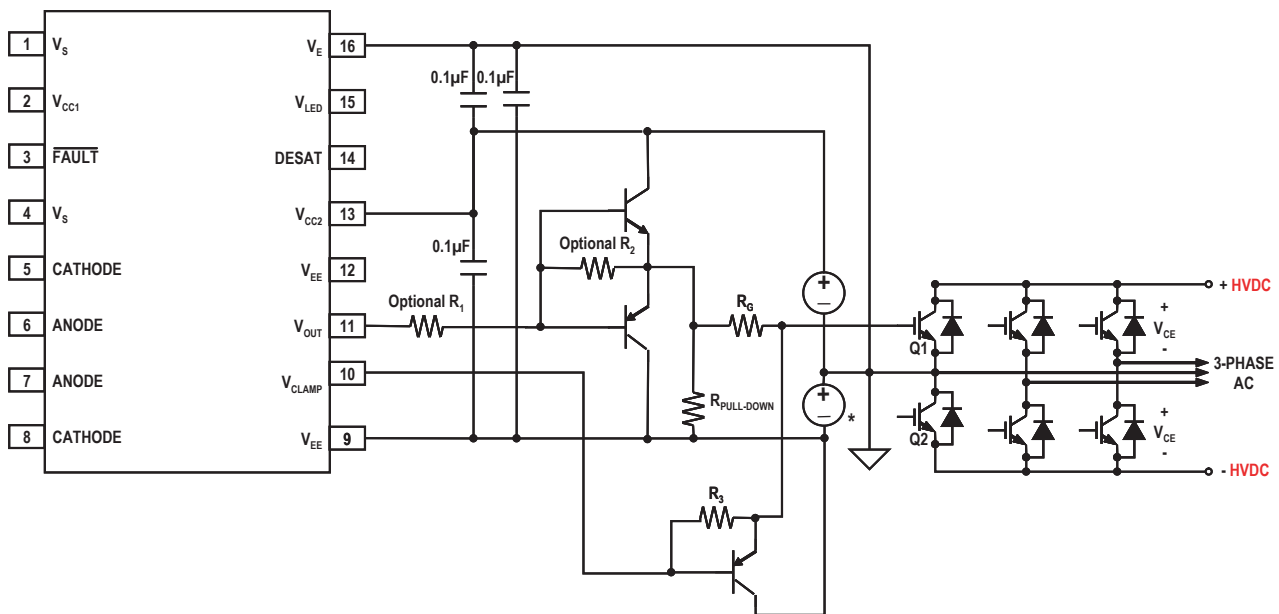 1 VS
2 VCC1
3 FAULT
4 VS
5 CATHODE
6 ANODE
7 ANODE
8 CATHODE
VE 16
VLED 15
DESAT 14
VCC2 13
VEE 12
VOUT 11
VCLAMP 10
VEE 9
0.1µF 0.1µF
0.1µF
Optional R1
Optional R2
RG
RPULL-DOWN
R3
+
−
+
−
*
Q1
Q2
+ HVDC
+
VCE
-
3-PHASE
AC
+
VCE
-
- HVDC